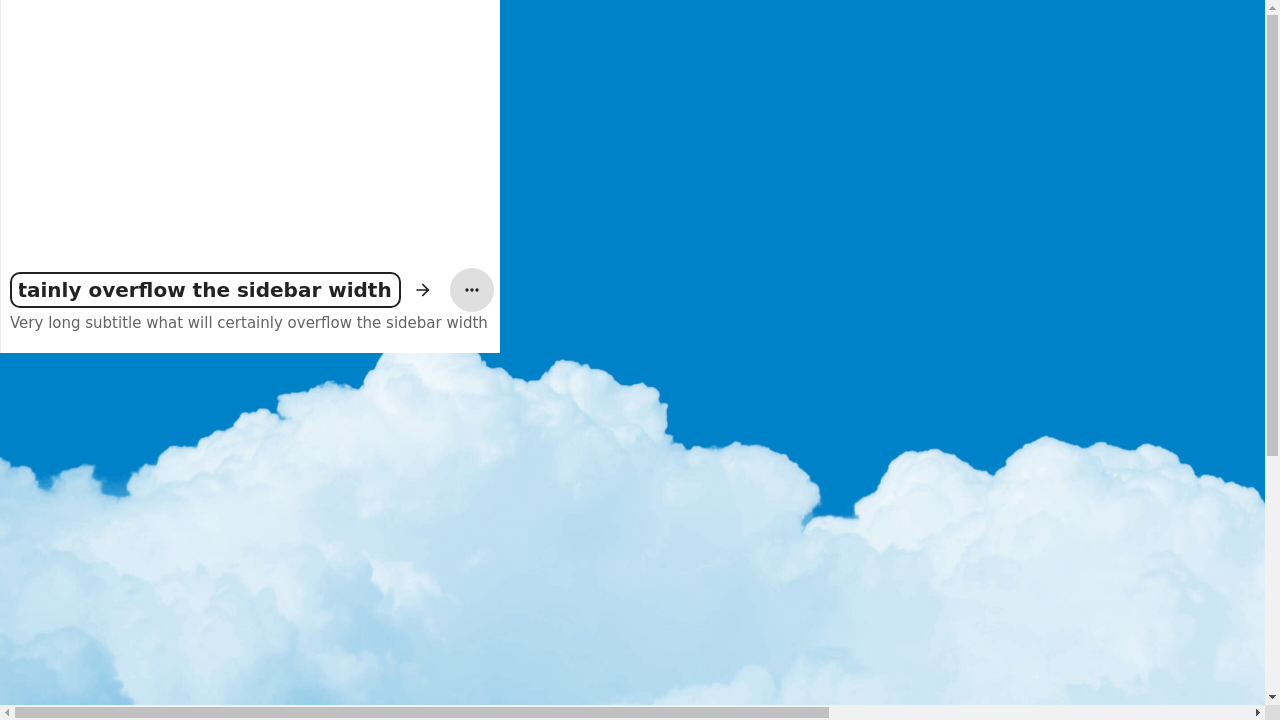 tainly overflow the sidebar width
Very long subtitle what will certainly overflow the sidebar width